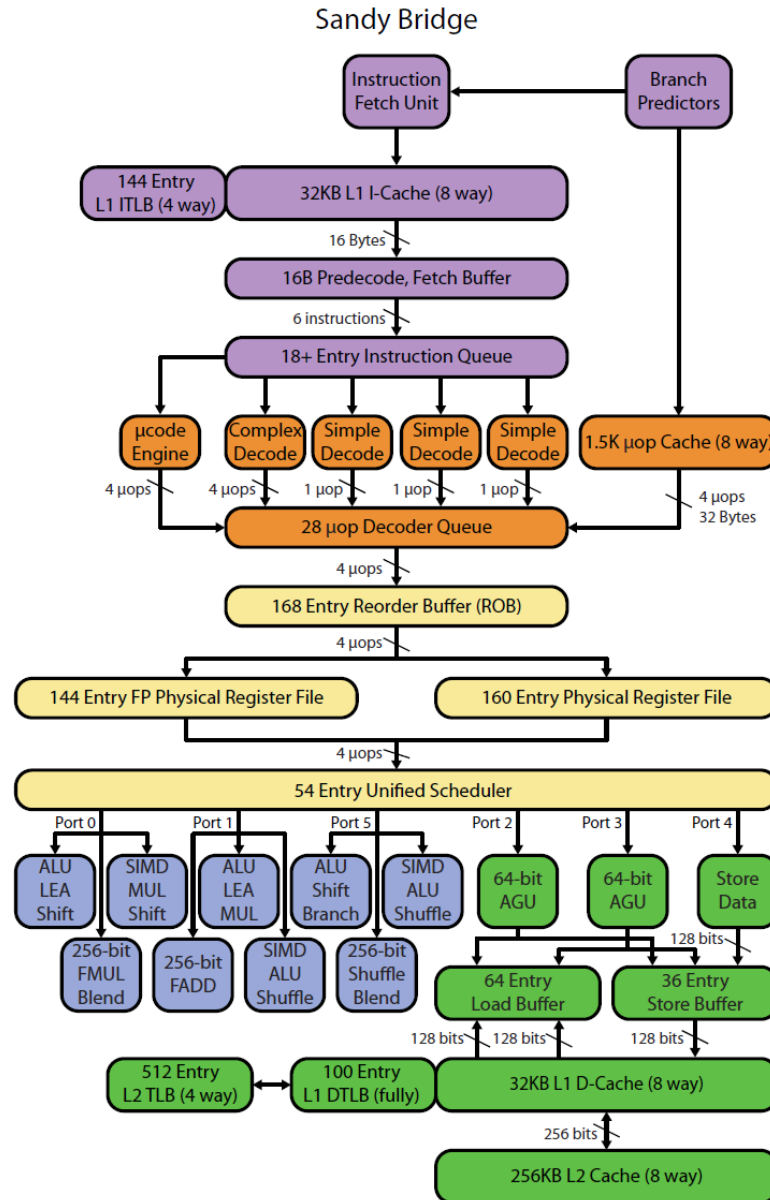 Sandy Bridge
Instruction
Fetch Unit
Branch
Predictors
144 Entry
L1 ITLB (4 way)
32KB L1 I-Cache (8 way)
16 Bytes
16B Predecode, Fetch Buffer
6 instructions
18+ Entry Instruction Queue
μcode
Engine
Complex
Decode
Simple
Decode
Simple
Decode
Simple
Decode
1.5K μop Cache (8 way)
4 μops
4 μops
1 μop
1 μop
1 μop
4 μops
32 Bytes
28 μop Decoder Queue
4 μops
168 Entry Reorder Buffer (ROB)
4 μops
144 Entry FP Physical Register File
160 Entry Physical Register File
4 μops
54 Entry Unified Scheduler
Port 0
Port 1
Port 5
Port 2
Port 3
Port 4
ALU
LEA
Shift
SIMD
MUL
Shift
ALU
LEA
MUL
ALU
Shift
Branch
SIMD
ALU
Shuffle
64-bit
AGU
64-bit
AGU
Store
Data
256-bit
FMUL
Blend
256-bit
FADD
SIMD
ALU
Shuffle
256-bit
Shuffle
Blend
128 bits
64 Entry
Load Buffer
36 Entry
Store Buffer
128 bits
128 bits
128 bits
512 Entry
L2 TLB (4 way)
100 Entry
L1 DTLB (fully)
32KB L1 D-Cache (8 way)
256 bits
256KB L2 Cache (8 way)